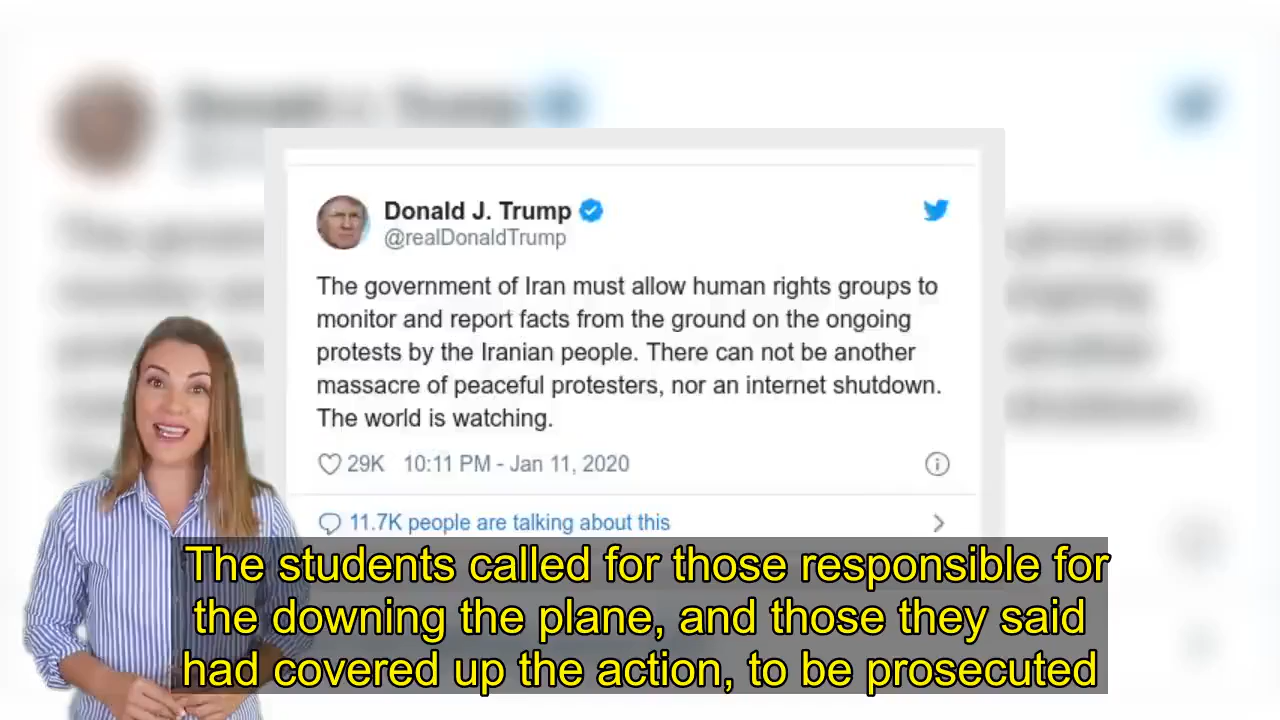 Donald J. Trump
@realDonaldTrump
The government of Iran must allow human rights groups to
monitor and report facts from the ground on the ongoing
protests by the Iranian people. There can not be another
massacre of peaceful protesters, nor an internet shutdown.
The world is watching.
29K 10:11 PM - Jan 11, 2020
11.7K people are talking about this
The students called for those responsible for
the downing the plane, and those they said
had covered up the action, to be prosecuted